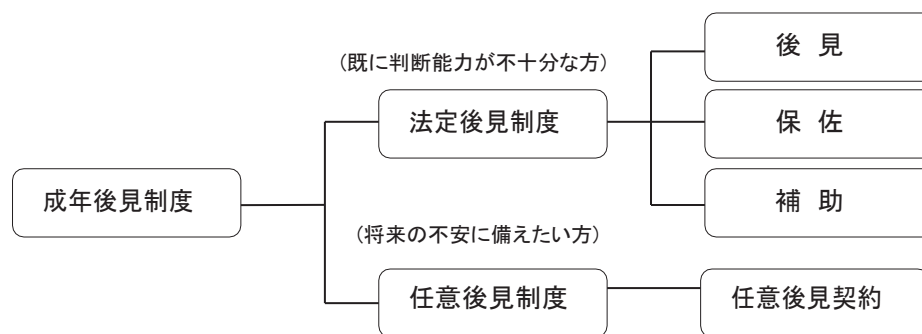 後 見
(既に判断能力が不十分な方)
法定後見制度
保 佐
成年後見制度
補 助
(将来の不安に備えたい方)
任意後見制度
任意後見契約